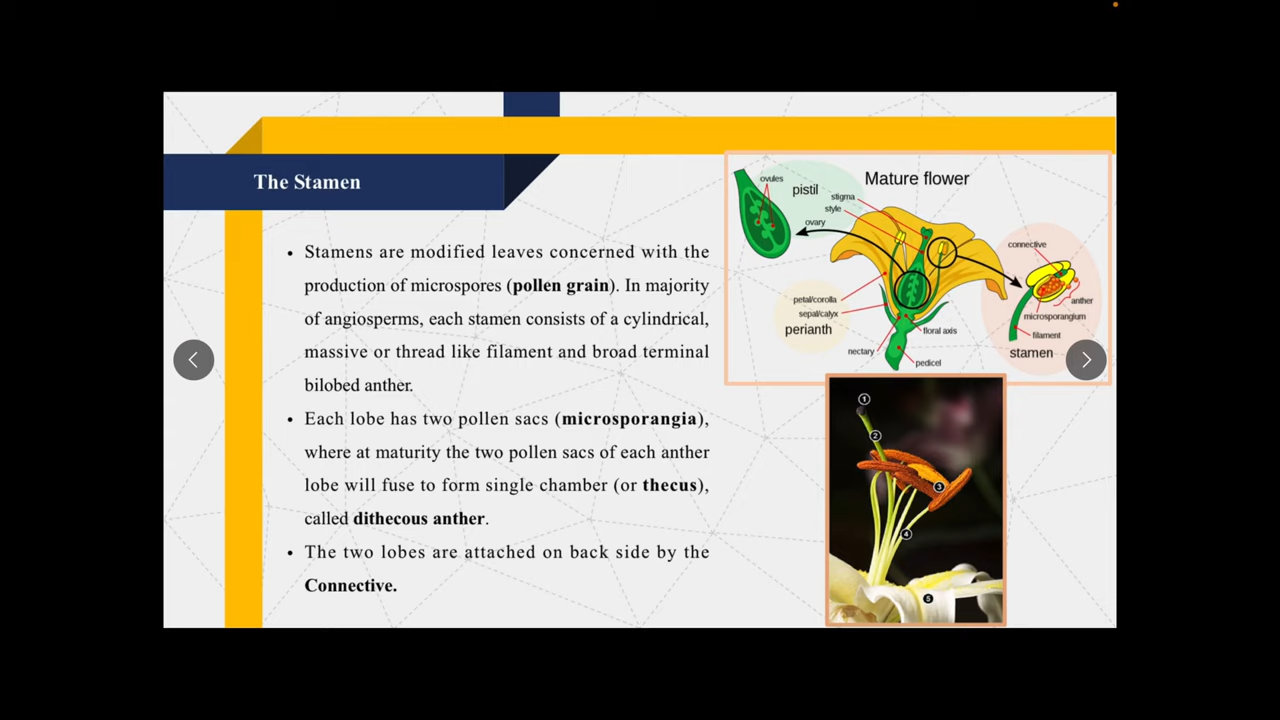 The Stamen
• Stamens are modified leaves concerned with the
production of microspores (pollen grain). In majority
of angiosperms, each stamen consists of a cylindrical,
massive or thread like filament and broad terminal
bilobed anther.
• Each lobe has two pollen sacs (microsporangia),
where at maturity the two pollen sacs of each anther
lobe will fuse to form single chamber (or thecus),
called dithecous anther.
• The two lobes are attached on back side by the
Connective.
Mature flower
ovules
pistil
stigma
style
ovary
connective
anther
microsporangium
filament
stamen
petal/corolla
sepal/calyx
perianth
floral axis
nectary
pedicel
1
2
3
4
5